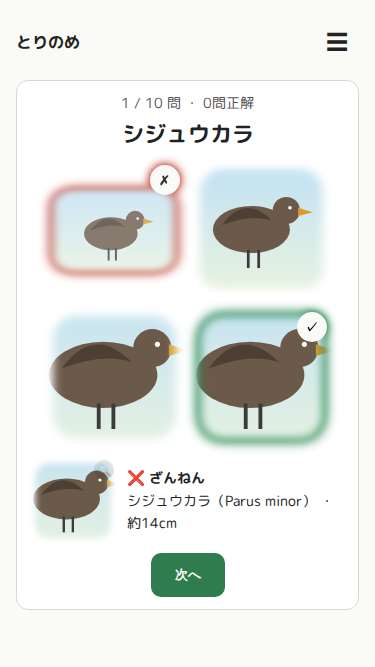 とりのめ
1 / 10 問 · 0問正解
シジュウカラ
✗
✓
❌ ざんねん
シジュウカラ（Parus minor） ·
約14cm
次へ